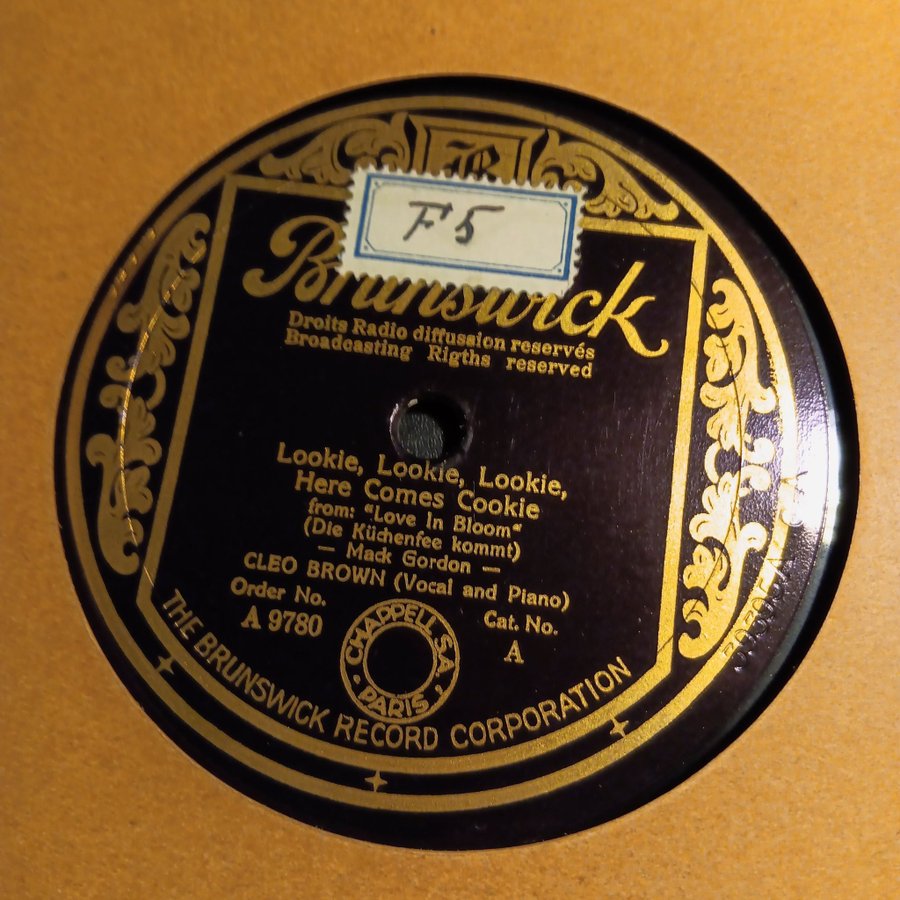 F5
Brunswick
Droits Radio diffussion reservés
Broadcasting Rigths reserved
Lookie, Lookie, Lookie,
Here Comes Cookie
from: "Love In Bloom"
(Die Küchenfee kommt)
— Mack Gordon —
CLEO BROWN (Vocal and Piano)
Order No.
A 9780
Cat. No.
A
CHAPPELL S.A.
PARIS
THE BRUNSWICK RECORD CORPORATION